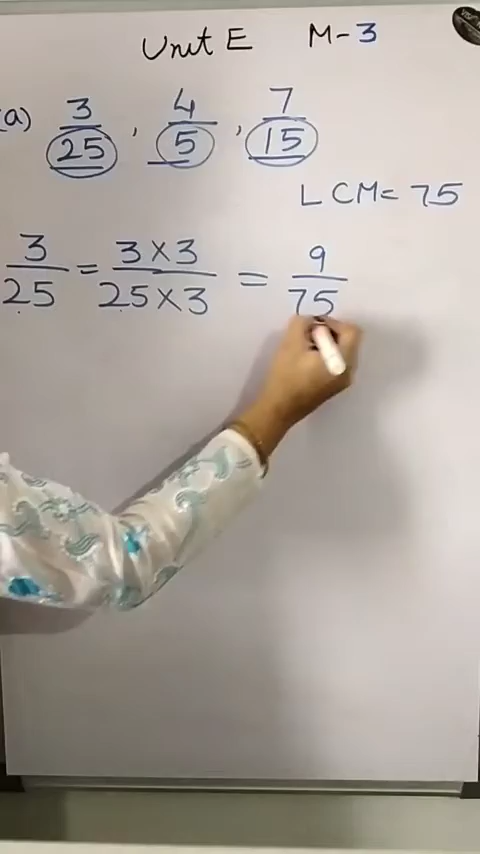 Unit E M-3
(a) 3/25, 4/5, 7/15
LCM= 75
3/25 = 3×3/25×3 = 9/75